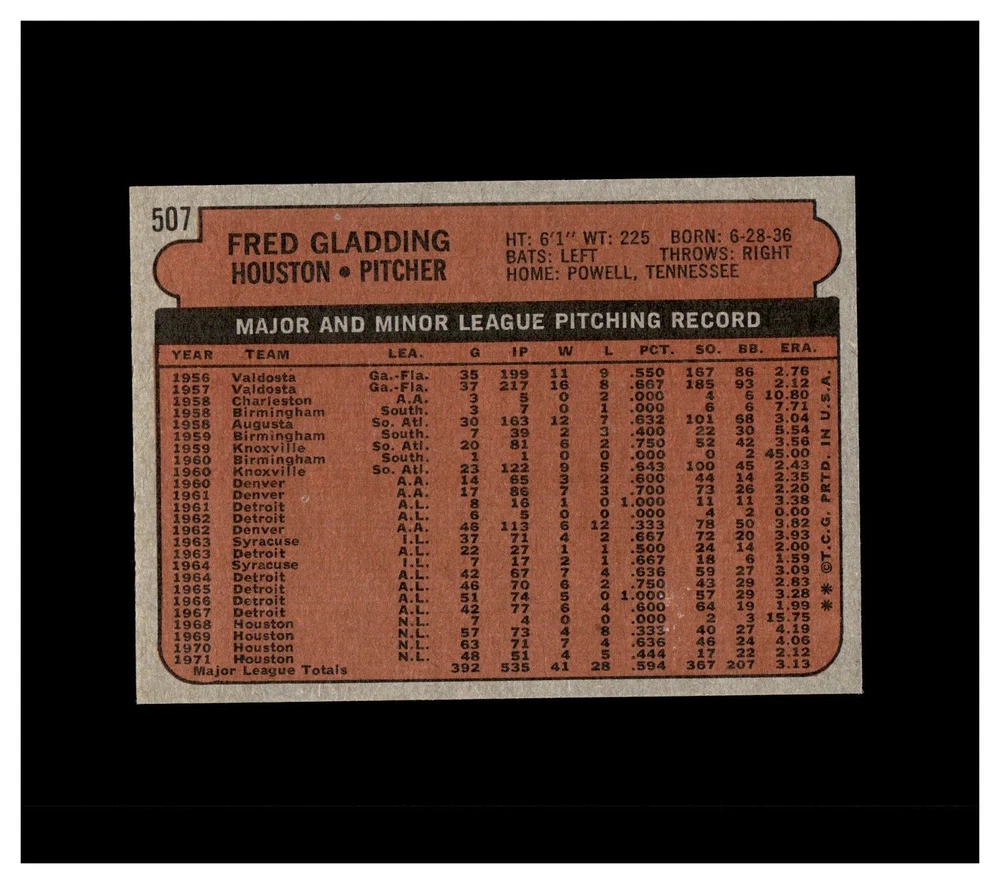 507
FRED GLADDING
HOUSTON • PITCHER
HT: 6'1" WT: 225 BORN: 6-28-36
BATS: LEFT THROWS: RIGHT
HOME: POWELL, TENNESSEE
MAJOR AND MINOR LEAGUE PITCHING RECORD
YEAR TEAM LEA. G IP W L PCT. SO. BB. ERA.
1956 Valdosta Ga.-Fla. 35 199 11 9 .550 167 86 2.76
1957 Valdosta Ga.-Fla. 37 217 16 8 .667 185 93 2.12
1958 Charleston A.A. 3 5 0 2 .000 4 6 10.80
1958 Birmingham South. 3 7 0 1 .000 6 6 7.71
1958 Augusta So. Atl. 30 163 12 7 .632 101 68 3.04
1959 Birmingham South. 7 39 2 3 .400 22 30 5.54
1959 Knoxville So. Atl. 20 81 6 2 .750 52 42 3.56
1960 Birmingham South. 1 1 0 0 .000 0 2 45.00
1960 Knoxville So. Atl. 23 122 9 5 .643 100 45 2.43
1960 Denver A.A. 14 65 3 2 .600 44 14 2.35
1961 Denver A.A. 17 86 7 3 .700 73 26 2.20
1961 Detroit A.L. 8 16 1 0 1.000 11 11 3.38
1962 Detroit A.L. 6 5 0 0 .000 4 2 0.00
1962 Denver A.A. 46 113 6 12 .333 78 50 3.82
1963 Syracuse I.L. 37 71 4 2 .667 72 20 3.93
1963 Detroit A.L. 22 27 1 1 .500 24 14 2.00
1964 Syracuse I.L. 7 17 2 1 .667 18 6 1.59
1964 Detroit A.L. 42 67 7 4 .636 59 27 3.09
1965 Detroit A.L. 46 70 6 2 .750 43 29 2.83
1966 Detroit A.L. 51 74 5 0 1.000 57 29 3.28
1967 Detroit A.L. 42 77 6 4 .600 64 19 1.99
1968 Houston N.L. 7 4 0 0 .000 2 3 15.75
1969 Houston N.L. 57 73 4 8 .333 40 27 4.19
1970 Houston N.L. 63 71 7 4 .636 46 24 4.06
1971 Houston N.L. 48 51 4 5 .444 17 22 2.12
Major League Totals 392 535 41 28 .594 367 207 3.13
** ©T.C.G. PRTD. IN U.S.A.